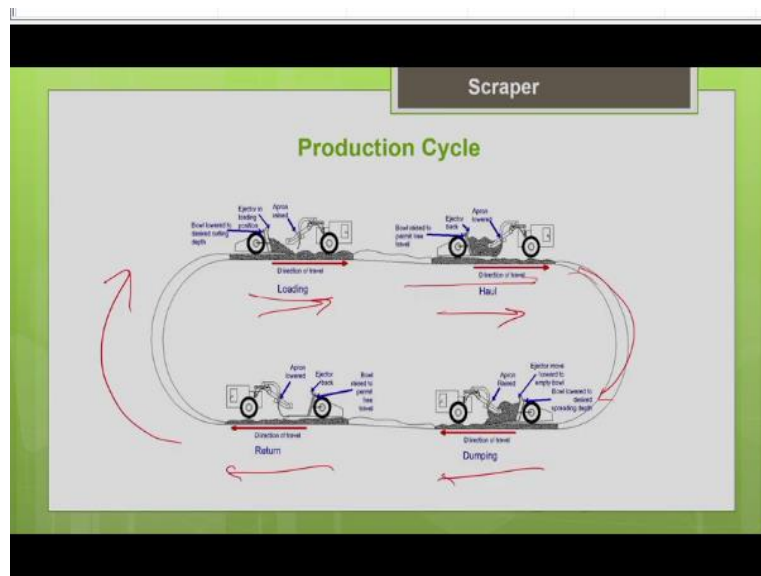 Scraper
Production Cycle
Ejector in
loading
position
Apron
raised
Bowl lowered to
desired cutting
depth
Direction of travel
Loading
Ejector
back
Apron
lowered
Bowl raised to
permit free
travel
Direction of travel
Haul
Apron
lowered
Ejector
back
Bowl
raised to
permit
free
travel
Direction of travel
Return
Apron
Raised
Ejector move
forward to
empty bowl
Bowl lowered to
desired
spreading depth
Direction of travel
Dumping